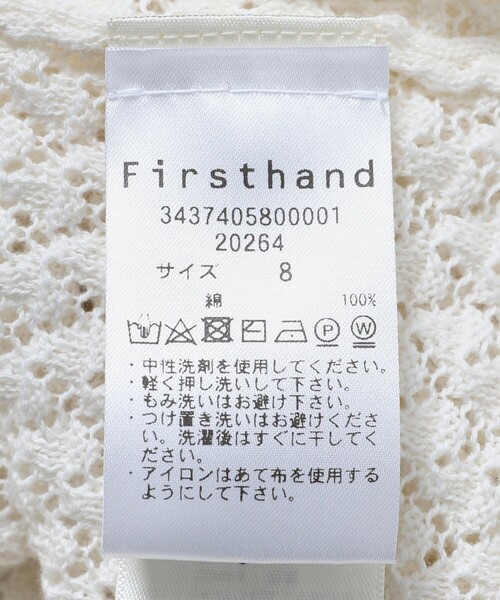 Firsthand
3437405800001
20264
サイズ 8
綿 100%
P W
・中性洗剤を使用してください。
・軽く押し洗いして下さい。
・もみ洗いはお避け下さい。
・つけ置き洗いはお避けくださ
い。洗濯後はすぐに干してく
ださい。
・アイロンはあて布を使用する
ようにして下さい。